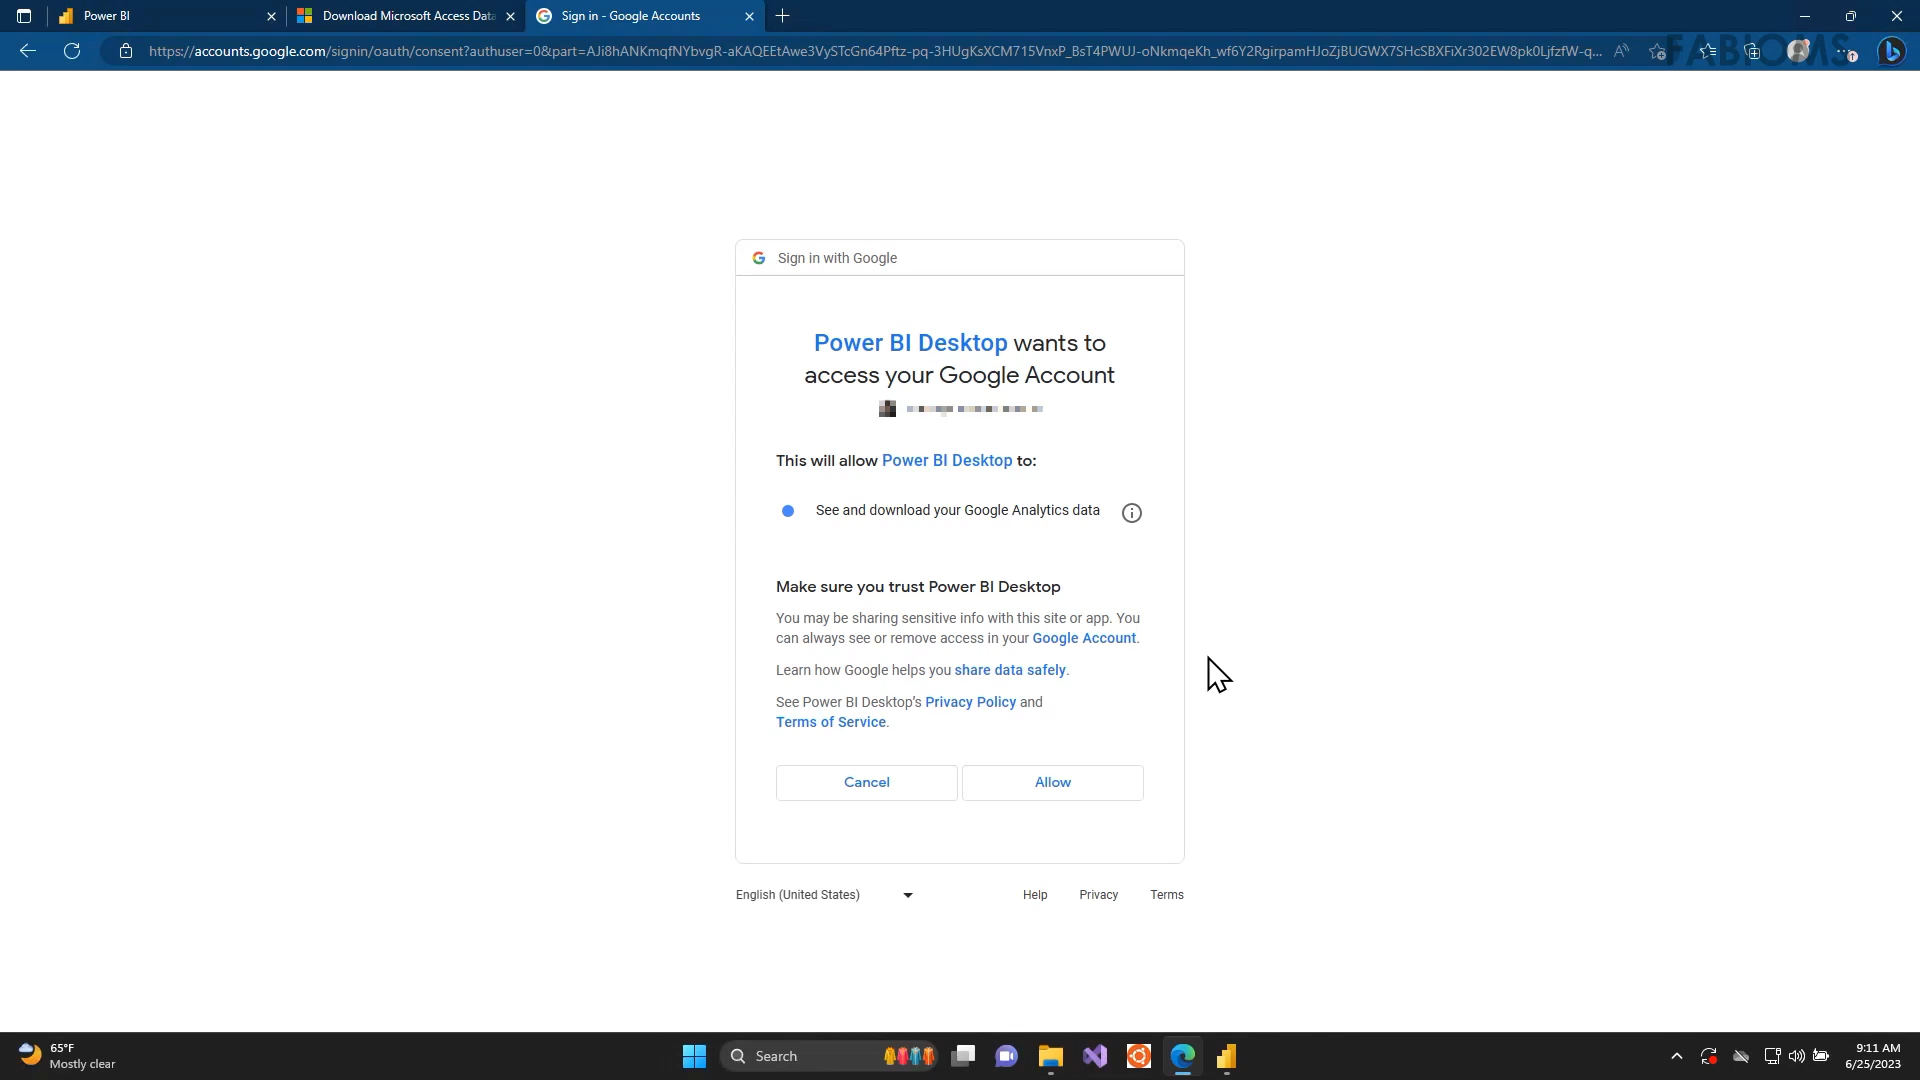 Power BI
Download Microsoft Access Data
Sign in - Google Accounts
https://accounts.google.com/signin/oauth/consent?authuser=0&part=AJi8hANKmqfNYbvgR-aKAQEEtAwe3VySTcGn64Pftz-pq-3HUgKsXCM715VnxP_BsT4PWUJ-oNkmqeKh_wf6Y2RgirpamHJoZjBUGWX7SHcSBXFiXr302EW8pk0LjfzfW-q...
FABIOMS
Sign in with Google
Power BI Desktop wants to
access your Google Account
This will allow Power BI Desktop to:
See and download your Google Analytics data
Make sure you trust Power BI Desktop
You may be sharing sensitive info with this site or app. You
can always see or remove access in your Google Account.
Learn how Google helps you share data safely.
See Power BI Desktop's Privacy Policy and
Terms of Service.
Cancel
Allow
English (United States)
Help
Privacy
Terms
65°F
Mostly clear
Search
9:11 AM
6/25/2023